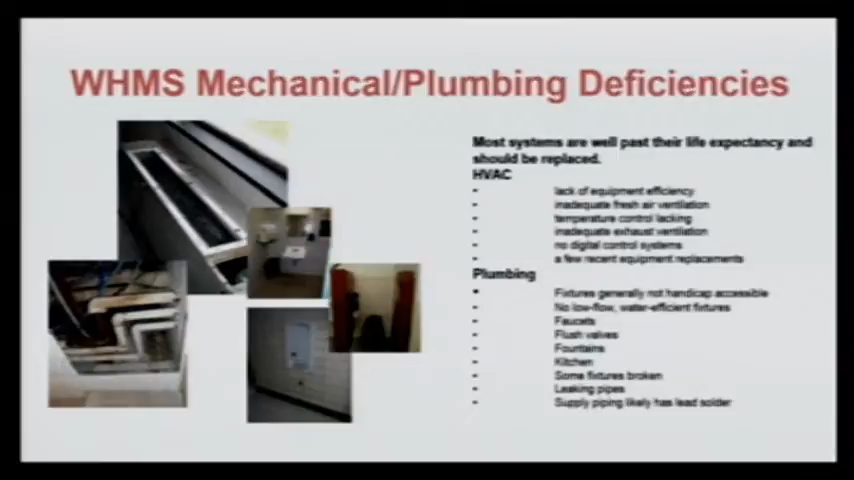 WHMS Mechanical/Plumbing Deficiencies
Most systems are well past their life expectancy and
should be replaced.
HVAC
- lack of equipment efficiency
- inadequate fresh air ventilation
- temperature control lacking
- inadequate exhaust ventilation
- no digital control systems
- a few recent equipment replacements
Plumbing
- Fixtures generally not handicap accessible
- No low-flow, water-efficient fixtures
- Faucets
- Flush valves
- Fountains
- Kitchen
- Some fixtures broken
- Leaking pipes
- Supply piping likely has lead solder